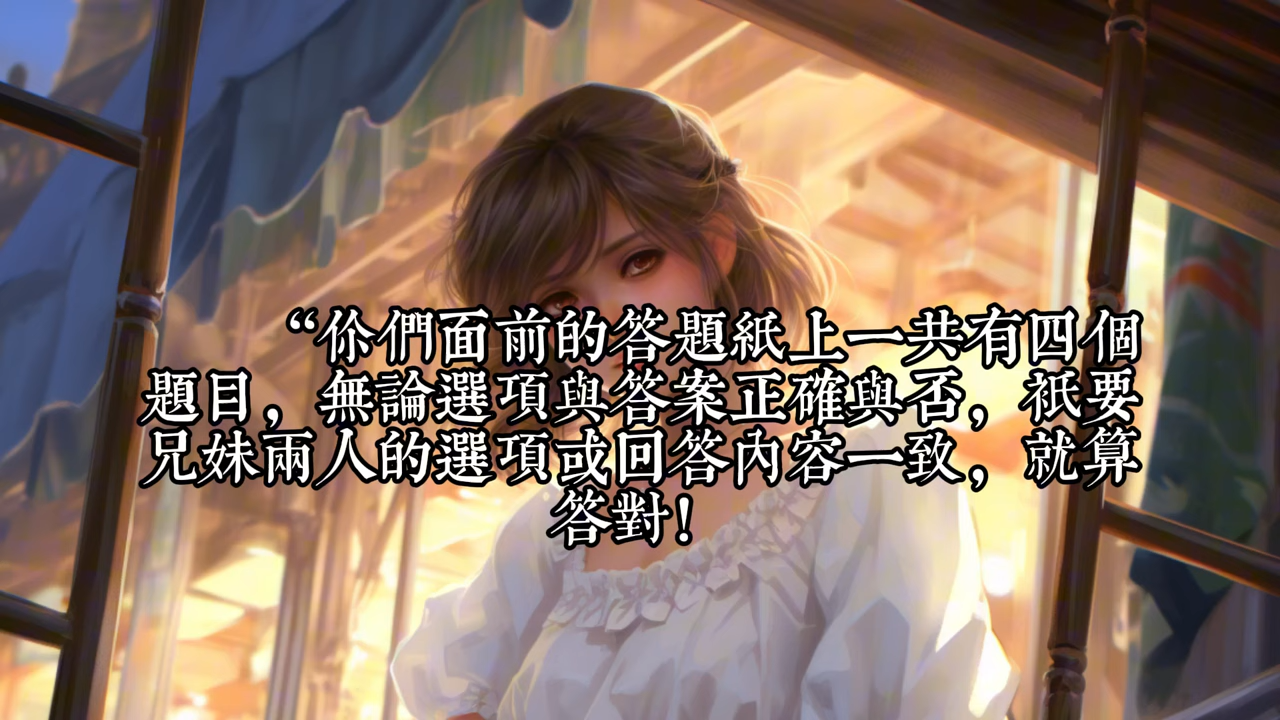 “伱們面前的答題紙上一共有四個
題目，無論選項與答案正確與否，衹要
兄妹兩人的選項或回答內容一致，就算
答對！